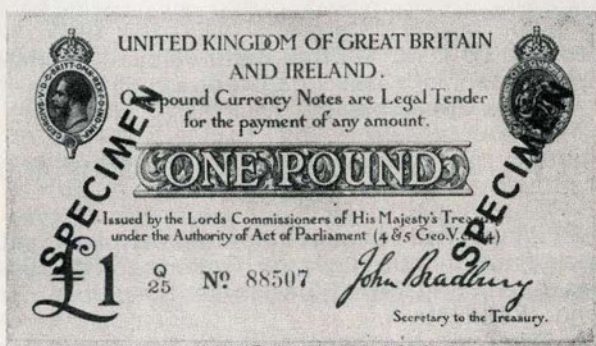 UNITED KINGDOM OF GREAT BRITAIN
AND IRELAND.
One pound Currency Notes are Legal Tender
for the payment of any amount.
ONE POUND
Issued by the Lords Commissioners of His Majesty's
under the Authority of Act of Parliament (4 & 5 Geo.V.
£1 Q/25 Nº 88507 John Bradbury
Secretary to the Treasury.
SPECIMEN
SPECIMEN